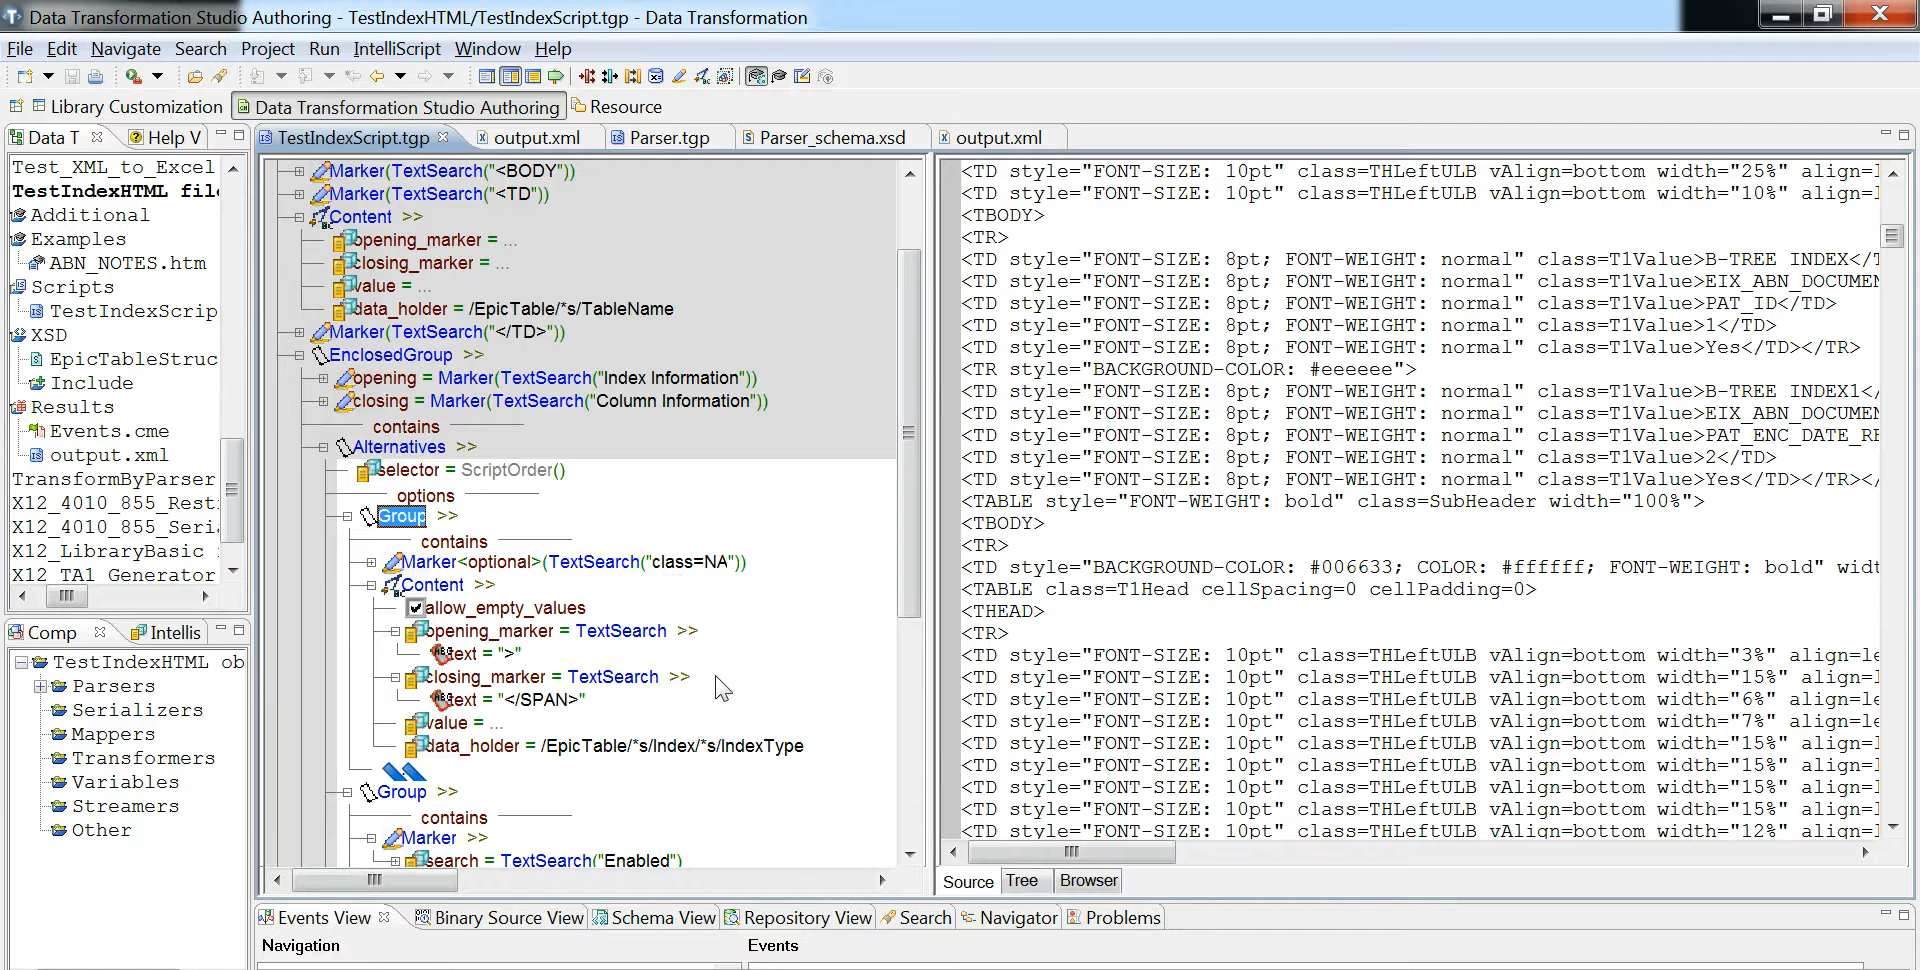 Data Transformation Studio Authoring - TestIndexHTML/TestIndexScript.tgp - Data Transformation
File Edit Navigate Search Project Run IntelliScript Window Help
Library Customization Data Transformation Studio Authoring Resource
Data T Help V
Test_XML_to_Excel
TestIndexHTML file
Additional
Examples
ABN_NOTES.htm
Scripts
TestIndexScrip
XSD
EpicTableStruc
Include
Results
Events.cme
output.xml
TransformByParser
X12_4010_855_Rest
X12_4010_855_Seri
X12_LibraryBasic
X12_TA1_Generator
Comp Intellis
TestIndexHTML ob
Parsers
Serializers
Mappers
Transformers
Variables
Streamers
Other
TestIndexScript.tgp output.xml Parser.tgp Parser_schema.xsd output.xml
Marker(TextSearch("<BODY"))
Marker(TextSearch("<TD"))
Content >>
opening_marker = ...
closing_marker = ...
value = ...
data_holder = /EpicTable/*s/TableName
Marker(TextSearch("</TD>"))
EnclosedGroup >>
opening = Marker(TextSearch("Index Information"))
closing = Marker(TextSearch("Column Information"))
contains
Alternatives >>
selector = ScriptOrder()
options
Group >>
contains
Marker<optional>(TextSearch("class=NA"))
Content >>
allow_empty_values
opening_marker = TextSearch >>
text = ">"
closing_marker = TextSearch >>
text = "</SPAN>"
value = ...
data_holder = /EpicTable/*s/Index/*s/IndexType
Group >>
contains
Marker >>
search = TextSearch("Enabled")
<TD style="FONT-SIZE: 10pt" class=THLeftULB vAlign=bottom width="25%" align=l
<TD style="FONT-SIZE: 10pt" class=THLeftULB vAlign=bottom width="10%" align=l
<TBODY>
<TR>
<TD style="FONT-SIZE: 8pt; FONT-WEIGHT: normal" class=T1Value>B-TREE INDEX</T
<TD style="FONT-SIZE: 8pt; FONT-WEIGHT: normal" class=T1Value>EIX_ABN_DOCUMEN
<TD style="FONT-SIZE: 8pt; FONT-WEIGHT: normal" class=T1Value>PAT_ID</TD>
<TD style="FONT-SIZE: 8pt; FONT-WEIGHT: normal" class=T1Value>1</TD>
<TD style="FONT-SIZE: 8pt; FONT-WEIGHT: normal" class=T1Value>Yes</TD></TR>
<TR style="BACKGROUND-COLOR: #eeeeee">
<TD style="FONT-SIZE: 8pt; FONT-WEIGHT: normal" class=T1Value>B-TREE INDEX1</
<TD style="FONT-SIZE: 8pt; FONT-WEIGHT: normal" class=T1Value>EIX_ABN_DOCUMEN
<TD style="FONT-SIZE: 8pt; FONT-WEIGHT: normal" class=T1Value>PAT_ENC_DATE_RE
<TD style="FONT-SIZE: 8pt; FONT-WEIGHT: normal" class=T1Value>2</TD>
<TD style="FONT-SIZE: 8pt; FONT-WEIGHT: normal" class=T1Value>Yes</TD></TR></
<TABLE style="FONT-WEIGHT: bold" class=SubHeader width="100%">
<TBODY>
<TR>
<TD style="BACKGROUND-COLOR: #006633; COLOR: #ffffff; FONT-WEIGHT: bold" widt
<TABLE class=T1Head cellSpacing=0 cellPadding=0>
<THEAD>
<TR>
<TD style="FONT-SIZE: 10pt" class=THLeftULB vAlign=bottom width="3%" align=le
<TD style="FONT-SIZE: 10pt" class=THLeftULB vAlign=bottom width="15%" align=l
<TD style="FONT-SIZE: 10pt" class=THLeftULB vAlign=bottom width="6%" align=le
<TD style="FONT-SIZE: 10pt" class=THLeftULB vAlign=bottom width="7%" align=le
<TD style="FONT-SIZE: 10pt" class=THLeftULB vAlign=bottom width="15%" align=l
<TD style="FONT-SIZE: 10pt" class=THLeftULB vAlign=bottom width="15%" align=l
<TD style="FONT-SIZE: 10pt" class=THLeftULB vAlign=bottom width="15%" align=l
<TD style="FONT-SIZE: 10pt" class=THLeftULB vAlign=bottom width="15%" align=l
<TD style="FONT-SIZE: 10pt" class=THLeftULB vAlign=bottom width="12%" align=l
Source Tree Browser
Events View Binary Source View Schema View Repository View Search Navigator Problems
Navigation Events